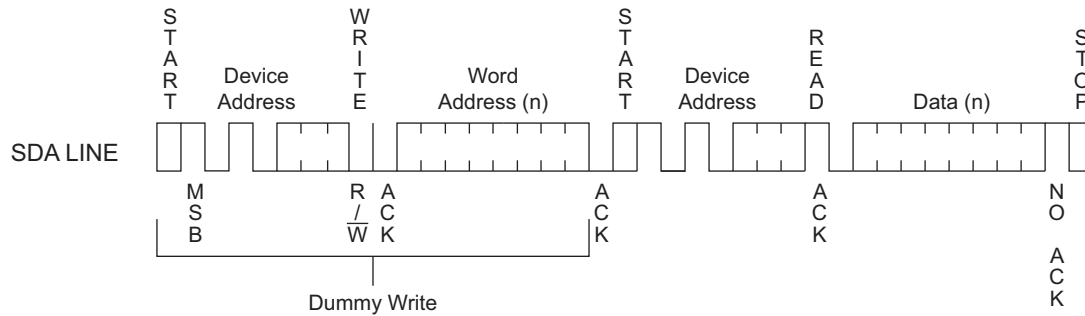 START
WRITE
START
READ
STOP
Device
Address
Word
Address (n)
Device
Address
Data (n)
SDA LINE
MSB
R/W̅
ACK
ACK
ACK
NO ACK
Dummy Write